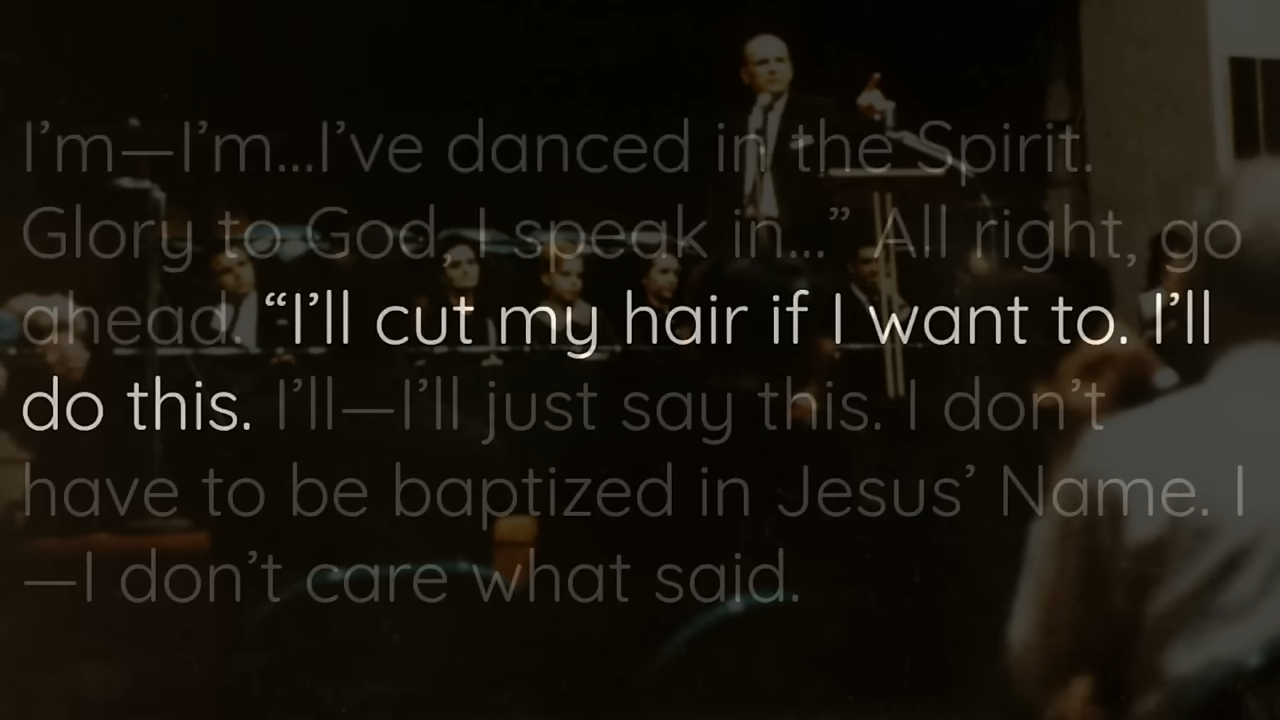 I’m—I’m...I’ve danced in the Spirit.
Glory to God, I speak in...” All right, go
ahead. “I’ll cut my hair if I want to. I’ll
do this. I’ll—I’ll just say this. I don’t
have to be baptized in Jesus’ Name. I
—I don’t care what said.